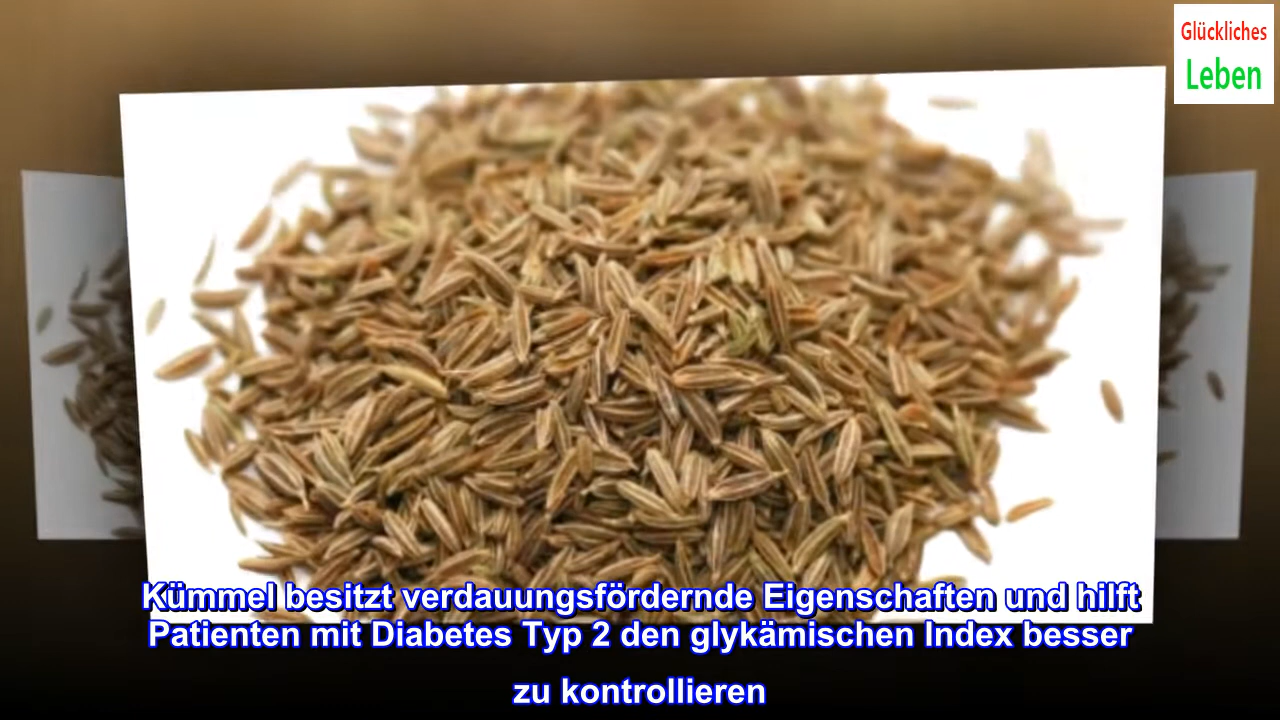 Glückliches
Leben
Kümmel besitzt verdauungsfördernde Eigenschaften und hilft
Patienten mit Diabetes Typ 2 den glykämischen Index besser
zu kontrollieren